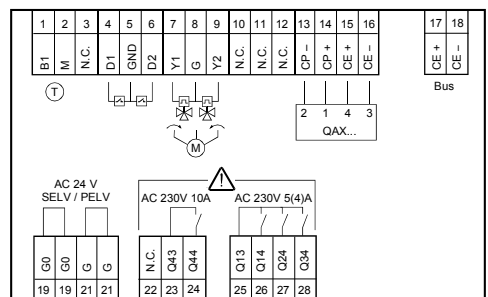 1 2 3 4 5 6 7 8 9 10 11 12 13 14 15 16 17 18
B1 M N.C. D1 GND D2 Y1 G Y2 N.C. N.C. N.C. CP – CP + CE + CE – CE + CE –
T
Bus
2 1 4 3
QAX...
M
AC 24 V
SELV / PELV
AC 230V 10A
AC 230V 5(4)A
G0 G0 G G N.C. Q43 Q44 Q13 Q14 Q24 Q34
19 19 21 21 22 23 24 25 26 27 28